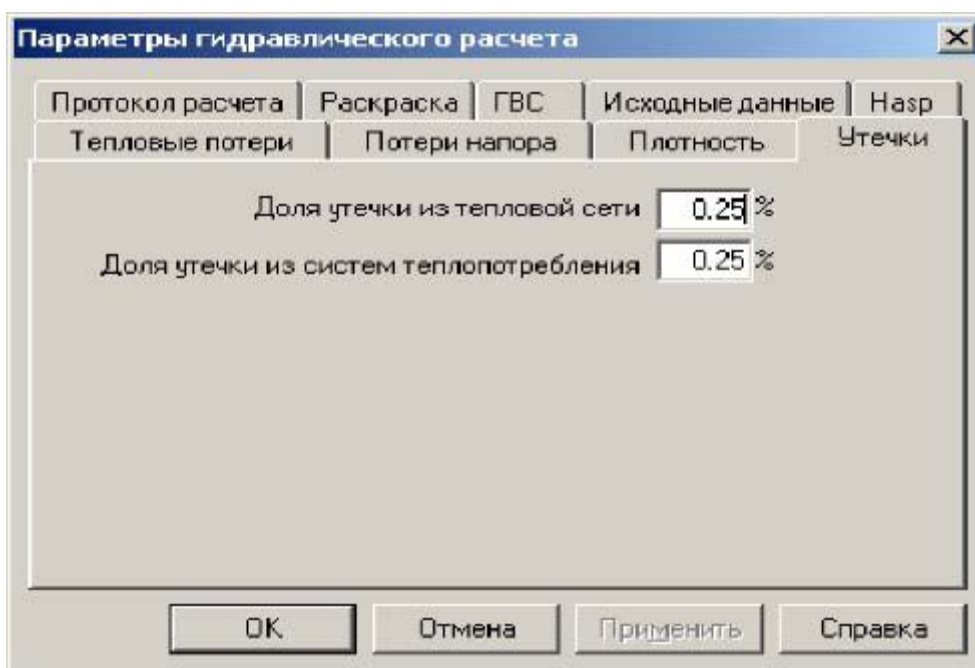 Параметры гидравлического расчета
Протокол расчета Раскраска ГВС Исходные данные Hasp
Тепловые потери Потери напора Плотность Утечки
Доля утечки из тепловой сети 0.25 %
Доля утечки из систем теплопотребления 0.25 %
OK Отмена Применить Справка